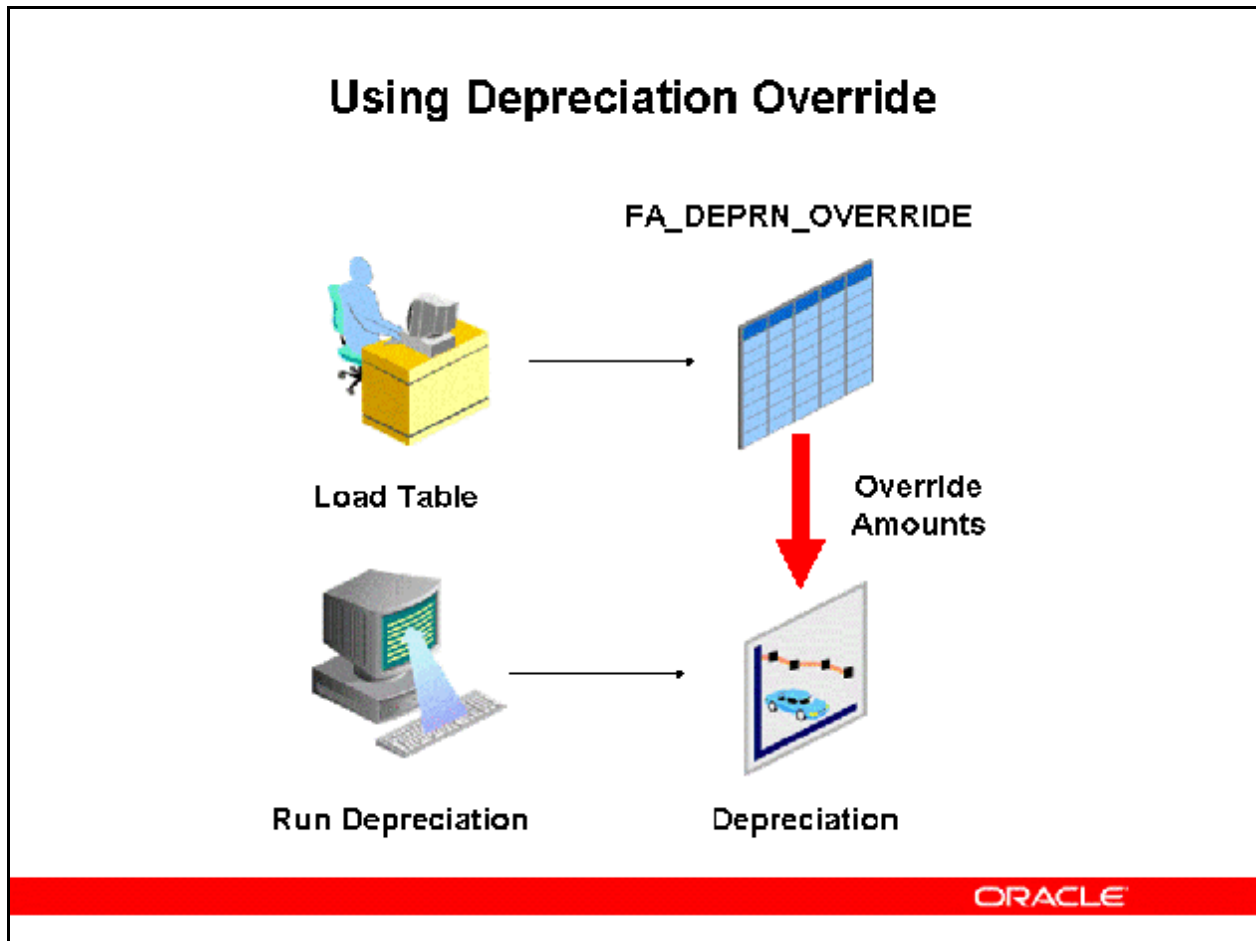 Using Depreciation Override
FA_DEPRN_OVERRIDE
Load Table
Override
Amounts
Run Depreciation
Depreciation
ORACLE